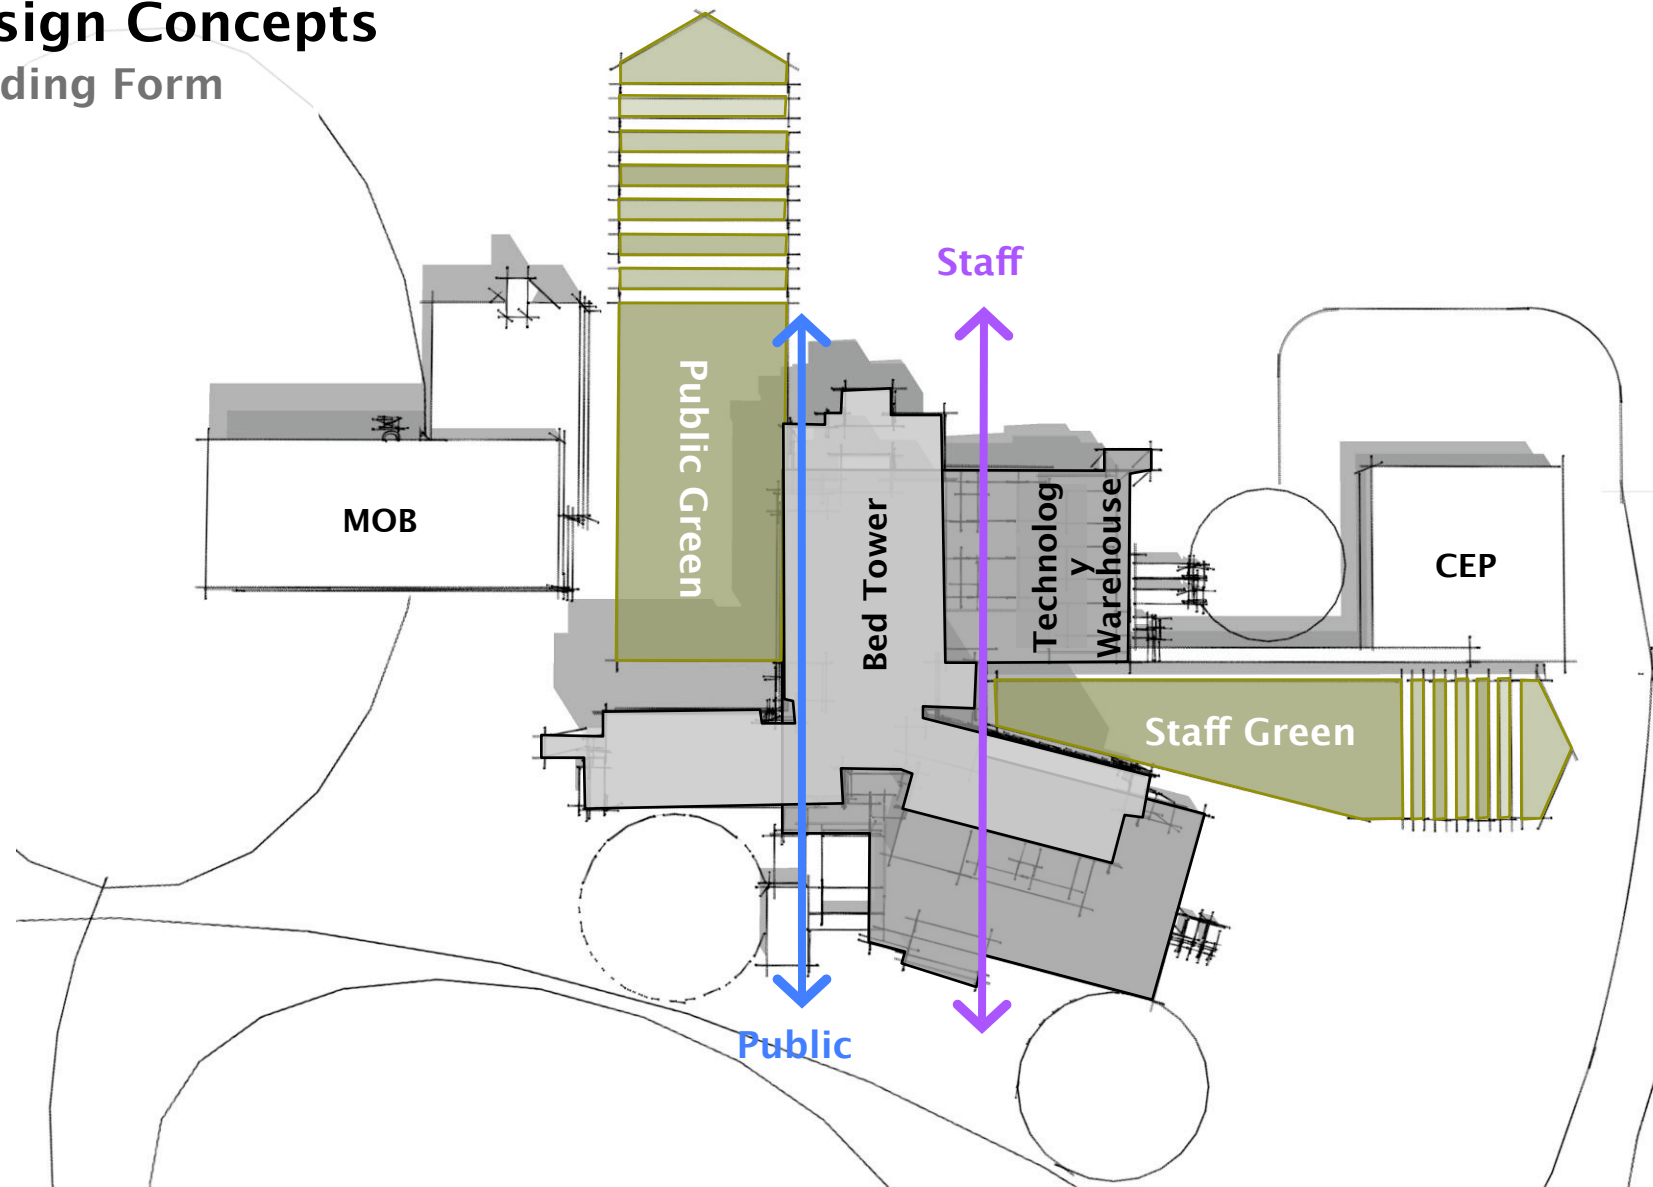 sign Concepts
ding Form
Staff
Public Green
MOB
Bed Tower
Technolog
y
Warehouse
CEP
Staff Green
Public